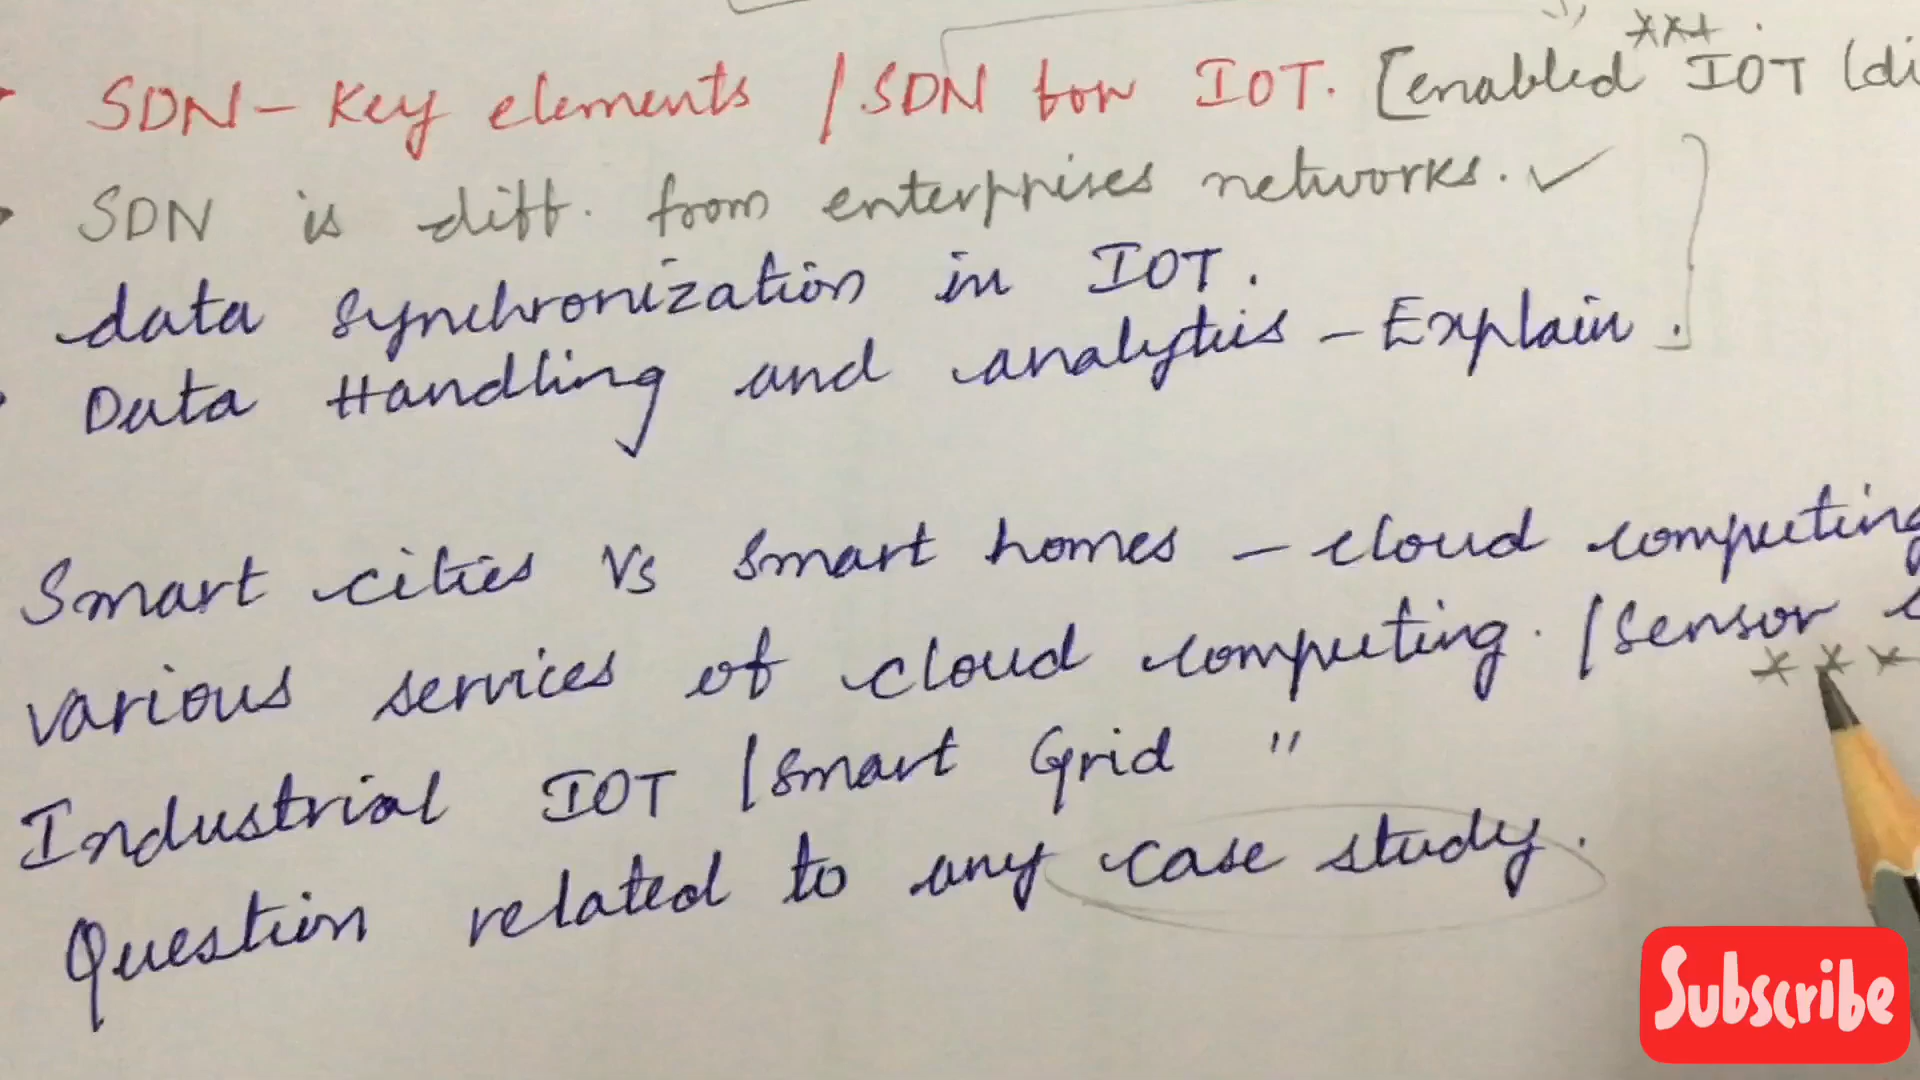 SDN - Key elements / SDN for IOT. [enabled IOT (di
***
SDN is diff. from enterprises networks. ✓
data synchronization in IOT.
Data Handling and analytics - Explain.
Smart cities Vs Smart homes - cloud computing
various services of cloud computing. / Sensor
***
Industrial IOT / Smart Grid "
Question related to any case study.
Subscribe